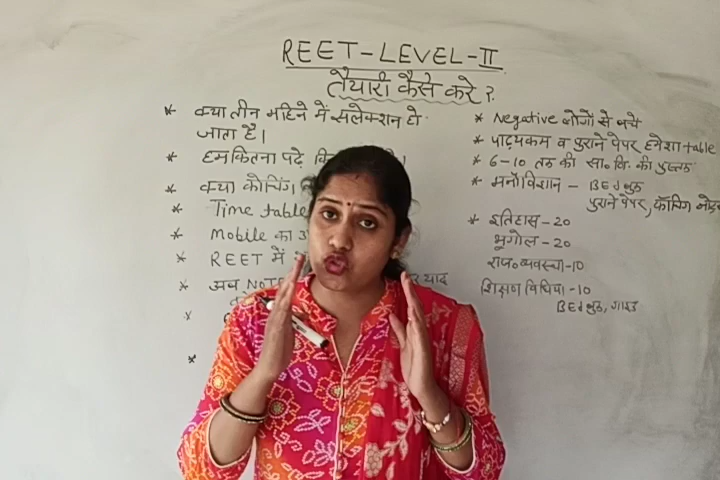 REET-LEVEL-II
तैयारी कैसे करे?
* क्या तीन महिने में सलेक्शन हो
जाता है।
* हम कितना पढ़े
* क्या कोचिंग
* Time table
* Mobile का
* REET में
* अब NOTE याद
* Negative लोगों से बचें
* पाठ्यक्रम व पुराने पेपर हमेशा table
* 6-10 तक की सा० वि. की पुस्तक
* मनोविज्ञान - BEd बुक
पुराने पेपर, कोचिंग नोट्स
* इतिहास-20
भूगोल-20
राज० व्यवस्था-10
शिक्षण विधियां-10
BEd बुक, गाइड